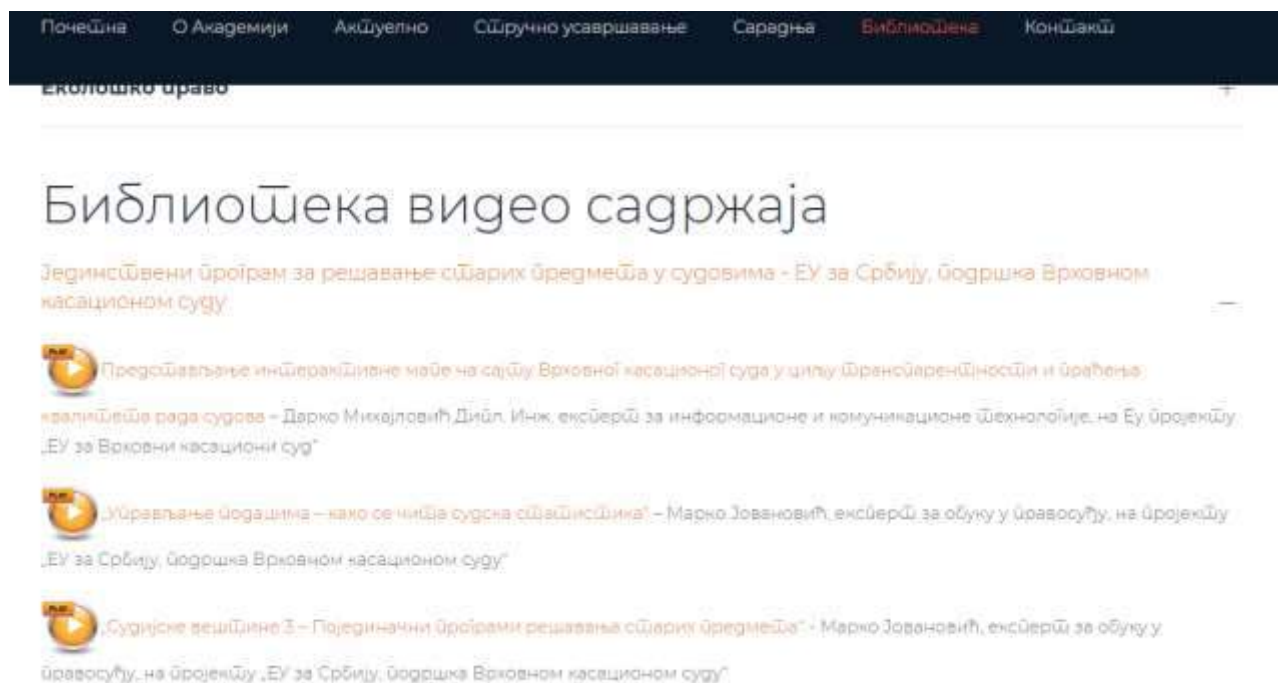 Почетна О Академији Актуелно Стручно усавршавање Сарадња Библиотека Контакт
Еколошко право +
Библиотека видео садржаја
Јединствени програм за решавање старих предмета у судовима - ЕУ за Србију, подршка Врховном
касационом суду —
Представљање интерактивне мапе на сајту Врховног касационог суда у циљу транспарентности и праћења
квалитета рада судова – Дарко Михајловић Дипл. Инж. експерт за информационе и комуникационе технологије, на Еу пројекту
„ЕУ за Врховни касациони суд“
„Управљање подацима – како се чита судска статистика“ – Марко Јовановић, експерт за обуку у правосуђу, на пројекту
„ЕУ за Србију, подршка Врховном касационом суду“
„Судијске вештине 3 – Појединачни програми решавања старих предмета“ - Марко Јовановић, експерт за обуку у
правосуђу, на пројекту „ЕУ за Србију, подршка Врховном касационом суду“